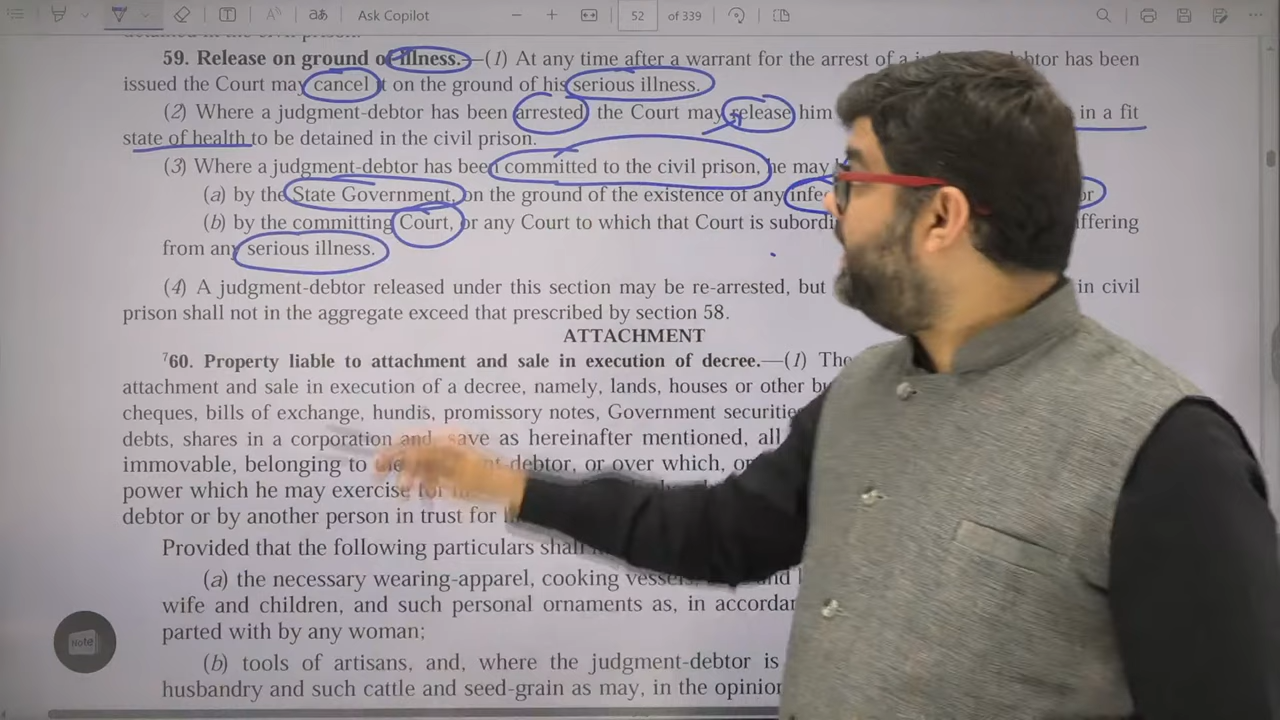 Ask Copilot
52 of 339
59. Release on ground of illness.—(1) At any time after a warrant for the arrest of a has been
issued the Court may cancel it on the ground of his serious illness.
(2) Where a judgment-debtor has been arrested the Court may release him in a fit
state of health to be detained in the civil prison.
(3) Where a judgment-debtor has been committed to the civil prison, he may
(a) by the State Government, on the ground of the existence of any
(b) by the committing Court, or any Court to which that Court is
from any serious illness.
(4) A judgment-debtor released under this section may be re-arrested, but in civil
prison shall not in the aggregate exceed that prescribed by section 58.
ATTACHMENT
760. Property liable to attachment and sale in execution of decree.—(1) The
attachment and sale in execution of a decree, namely, lands, houses or other
cheques, bills of exchange, hundis, promissory notes, Government securities
debts, shares in a corporation and, save as hereinafter mentioned, all
immovable, belonging to debtor, or over which, or
power which he may exercise for
debtor or by another person in trust for
Provided that the following particulars
(a) the necessary wearing-apparel, cooking vessels,
wife and children, and such personal ornaments as, in
parted with by any woman;
(b) tools of artisans, and, where the judgment-debtor is
husbandry and such cattle and seed-grain as may, in the
Note